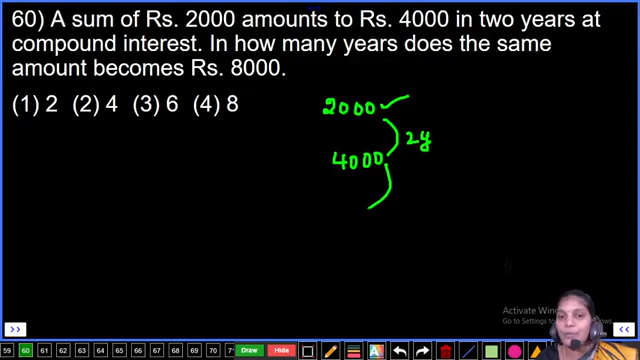 60) A sum of Rs. 2000 amounts to Rs. 4000 in two years at
compound interest. In how many years does the same
amount becomes Rs. 8000.
(1) 2 (2) 4 (3) 6 (4) 8
2000
2y
4000
Activate Win
Go to Settings to
>>
<<
59 60 61 62 63 64 65 66 67 68 69 70 71 Draw Hide